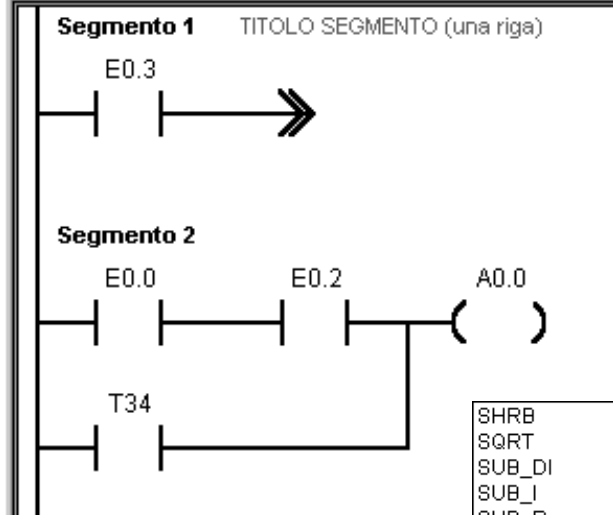 Segmento 1 TITOLO SEGMENTO (una riga)
E0.3
Segmento 2
E0.0 E0.2 A0.0
T34
SHRB
SQRT
SUB_DI
SUB_I